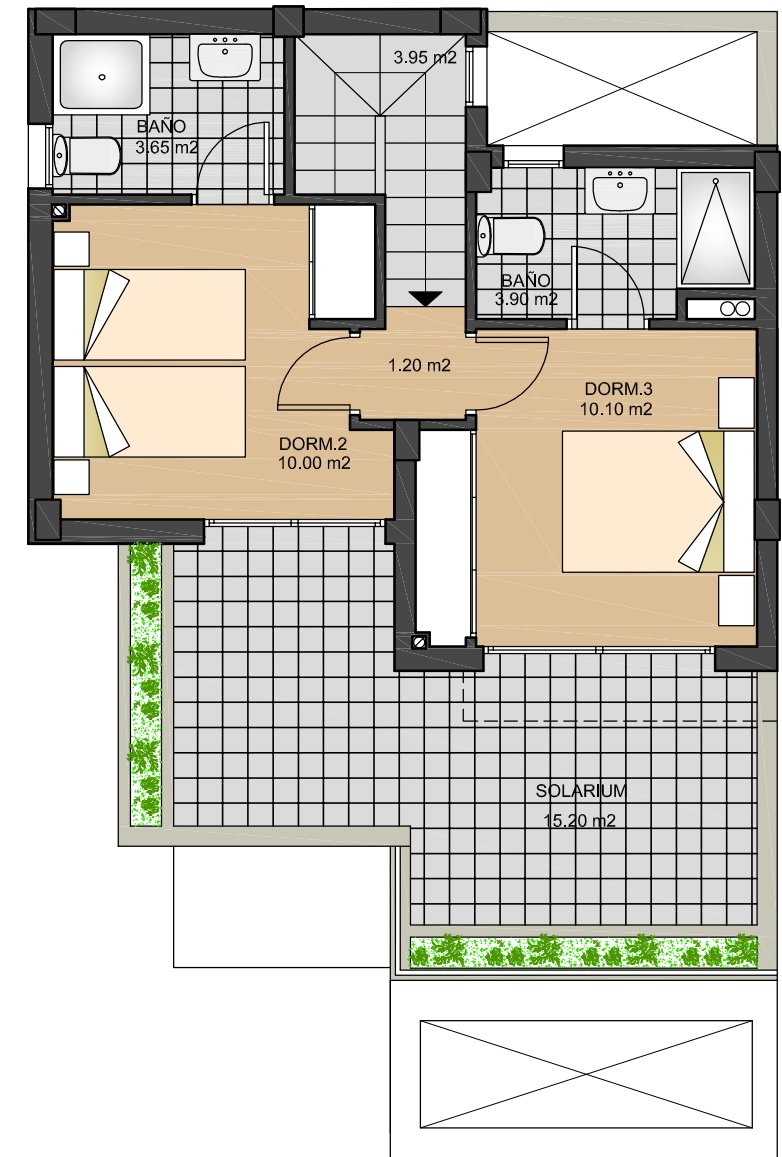 3.95 m2
BAÑO
3.65 m2
BAÑO
3.90 m2
1.20 m2
DORM.3
10.10 m2
DORM.2
10.00 m2
SOLARIUM
15.20 m2